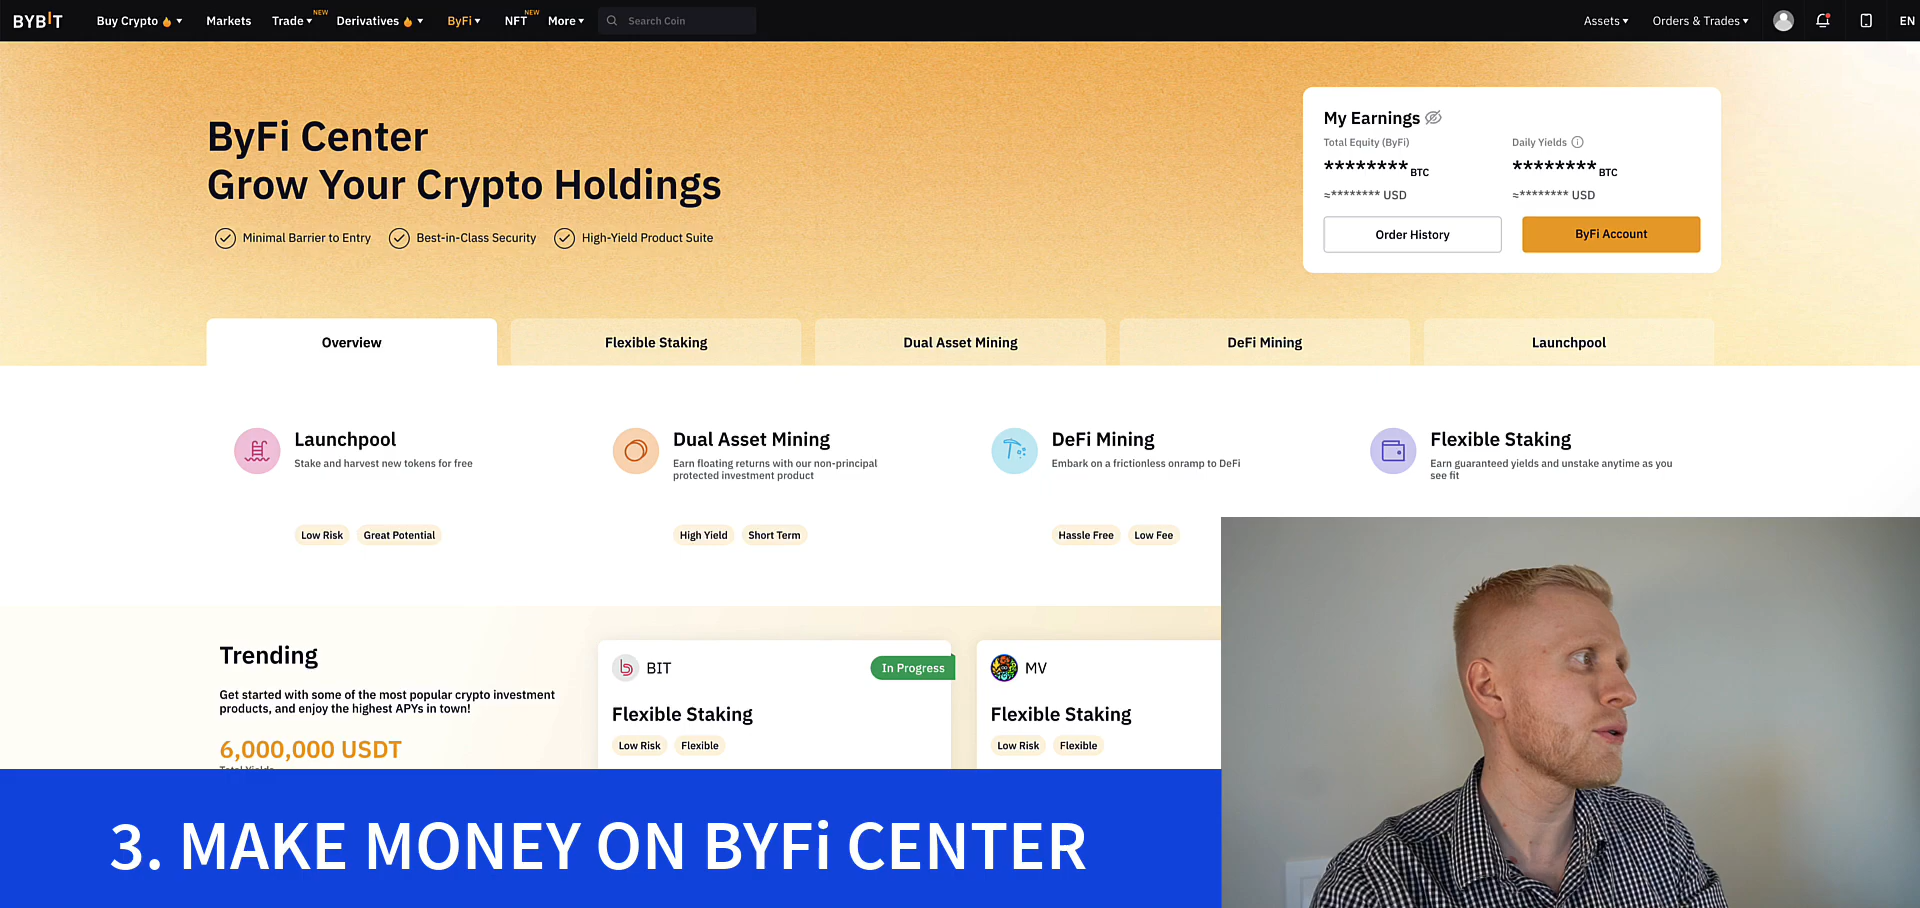 BYBIT
Buy Crypto
Markets
Trade
NEW
Derivatives
ByFi
NFT
NEW
More
Search Coin
Assets
Orders & Trades
EN
ByFi Center
Grow Your Crypto Holdings
Minimal Barrier to Entry
Best-in-Class Security
High-Yield Product Suite
My Earnings
Total Equity (ByFi)
Daily Yields
******** BTC
******** BTC
≈******** USD
≈******** USD
Order History
ByFi Account
Overview
Flexible Staking
Dual Asset Mining
DeFi Mining
Launchpool
Launchpool
Stake and harvest new tokens for free
Low Risk
Great Potential
Dual Asset Mining
Earn floating returns with our non-principal
protected investment product
High Yield
Short Term
DeFi Mining
Embark on a frictionless onramp to DeFi
Hassle Free
Low Fee
Flexible Staking
Earn guaranteed yields and unstake anytime as you
see fit
Trending
Get started with some of the most popular crypto investment
products, and enjoy the highest APYs in town!
6,000,000 USDT
Total Yields
BIT
In Progress
Flexible Staking
Low Risk
Flexible
MV
Flexible Staking
Low Risk
Flexible
3. MAKE MONEY ON BYFi CENTER